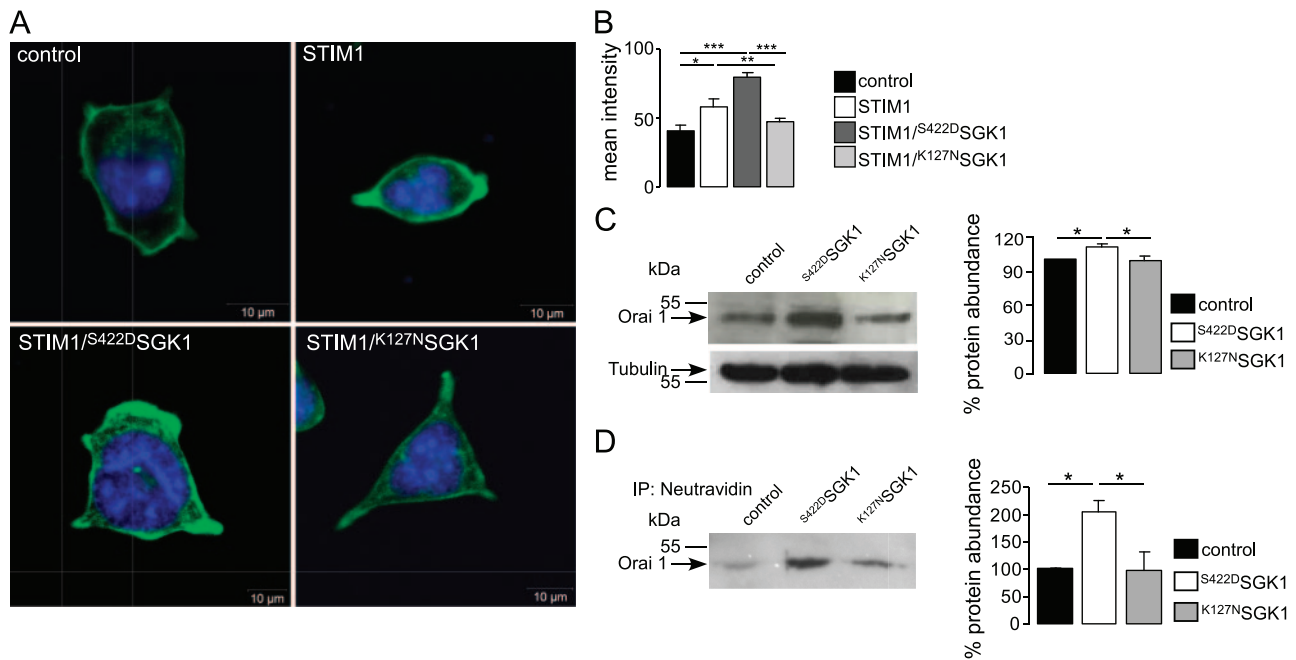 A
control
STIM1
10 µm
10 µm
STIM1/S422DSGK1
STIM1/K127NSGK1
10 µm
10 µm
B
mean intensity
100
50
0
***
***
*
**
control
STIM1
STIM1/S422DSGK1
STIM1/K127NSGK1
C
kDa
control
S422DSGK1
K127NSGK1
55
Orai 1
Tubulin
55
% protein abundance
120
90
60
30
0
*
*
control
S422DSGK1
K127NSGK1
D
IP: Neutravidin
kDa
control
S422DSGK1
K127NSGK1
55
Orai 1
% protein abundance
250
200
150
100
50
0
*
*
control
S422DSGK1
K127NSGK1